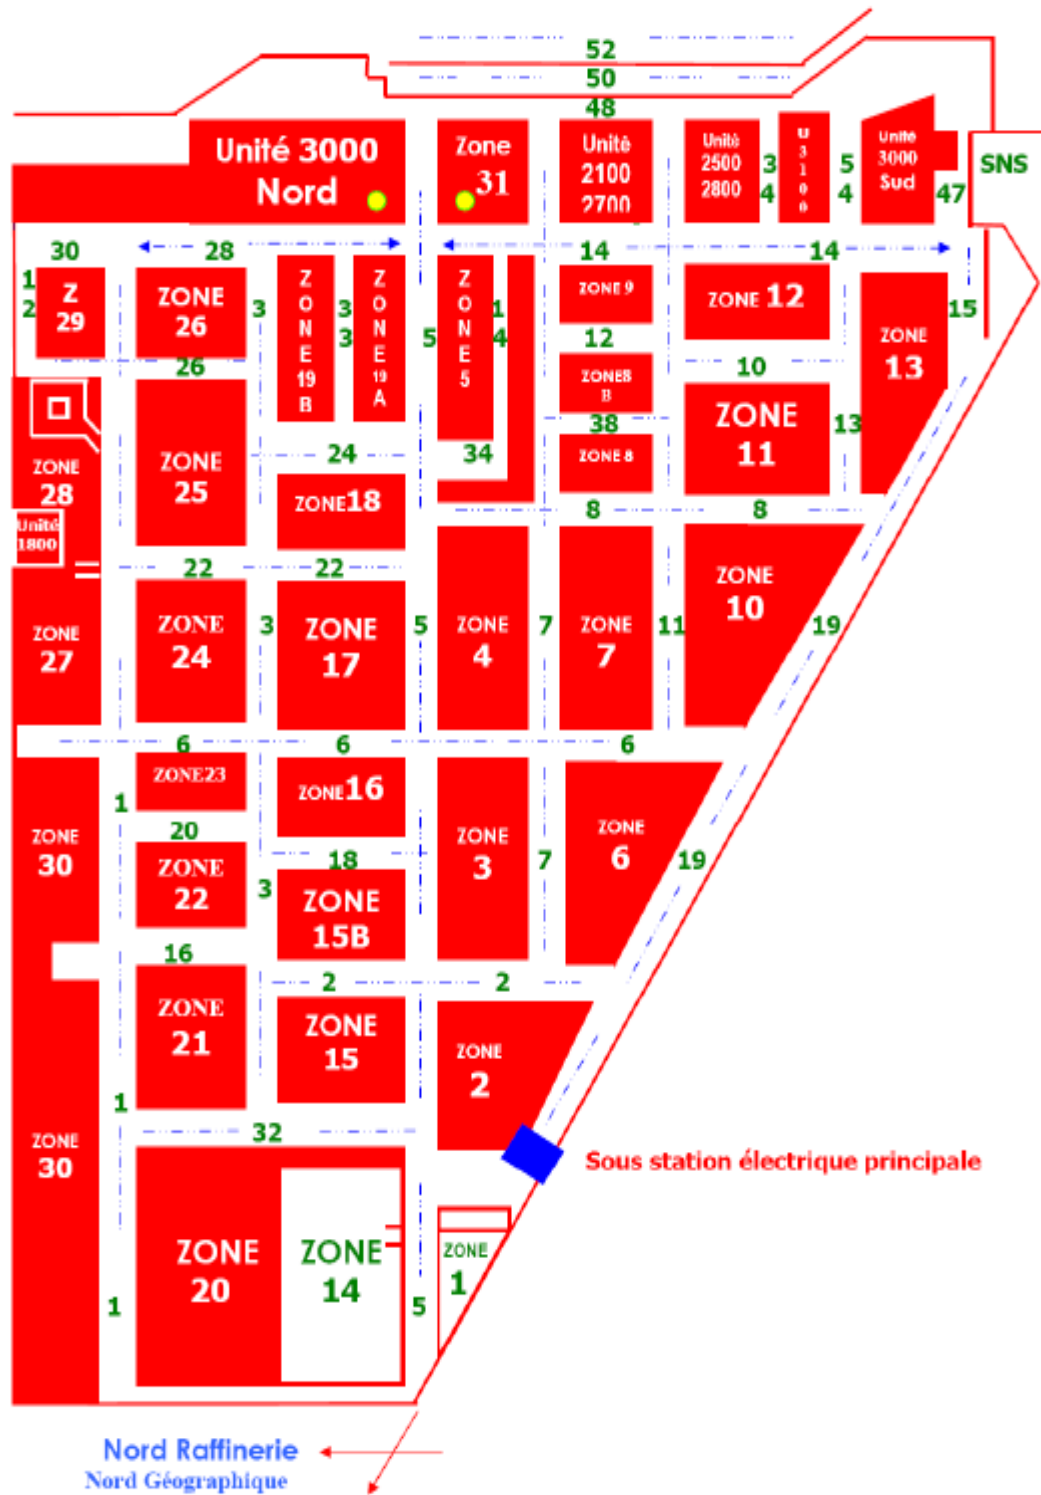 52
50
48
Unité 3000
Nord
Zone
31
Unité
2100
2700
Unité
2500
2800
3
4
U
3
1
0
0
5
4
Unité
3000
Sud
47
SNS
30
28
14
14
1
2
Z
29
ZONE
26
3
Z
O
N
E
19
B
3
3
Z
O
N
E
19
A
5
Z
O
N
E
5
1
4
ZONE 9
12
ZONE 12
15
ZONE
13
26
ZONE8
B
10
38
ZONE
11
13
ZONE
28
ZONE
25
24
34
ZONE 8
ZONE18
8
8
Unité
1800
22
22
ZONE
27
ZONE
24
3
ZONE
17
5
ZONE
4
7
ZONE
7
11
ZONE
10
19
6
6
6
ZONE23
1
ZONE16
20
ZONE
30
ZONE
22
3
18
ZONE
15B
ZONE
3
7
ZONE
6
19
16
2
2
ZONE
21
ZONE
15
ZONE
2
1
32
ZONE
30
Sous station électrique principale
ZONE
20
ZONE
14
ZONE
1
1
5
Nord Raffinerie
Nord Géographique